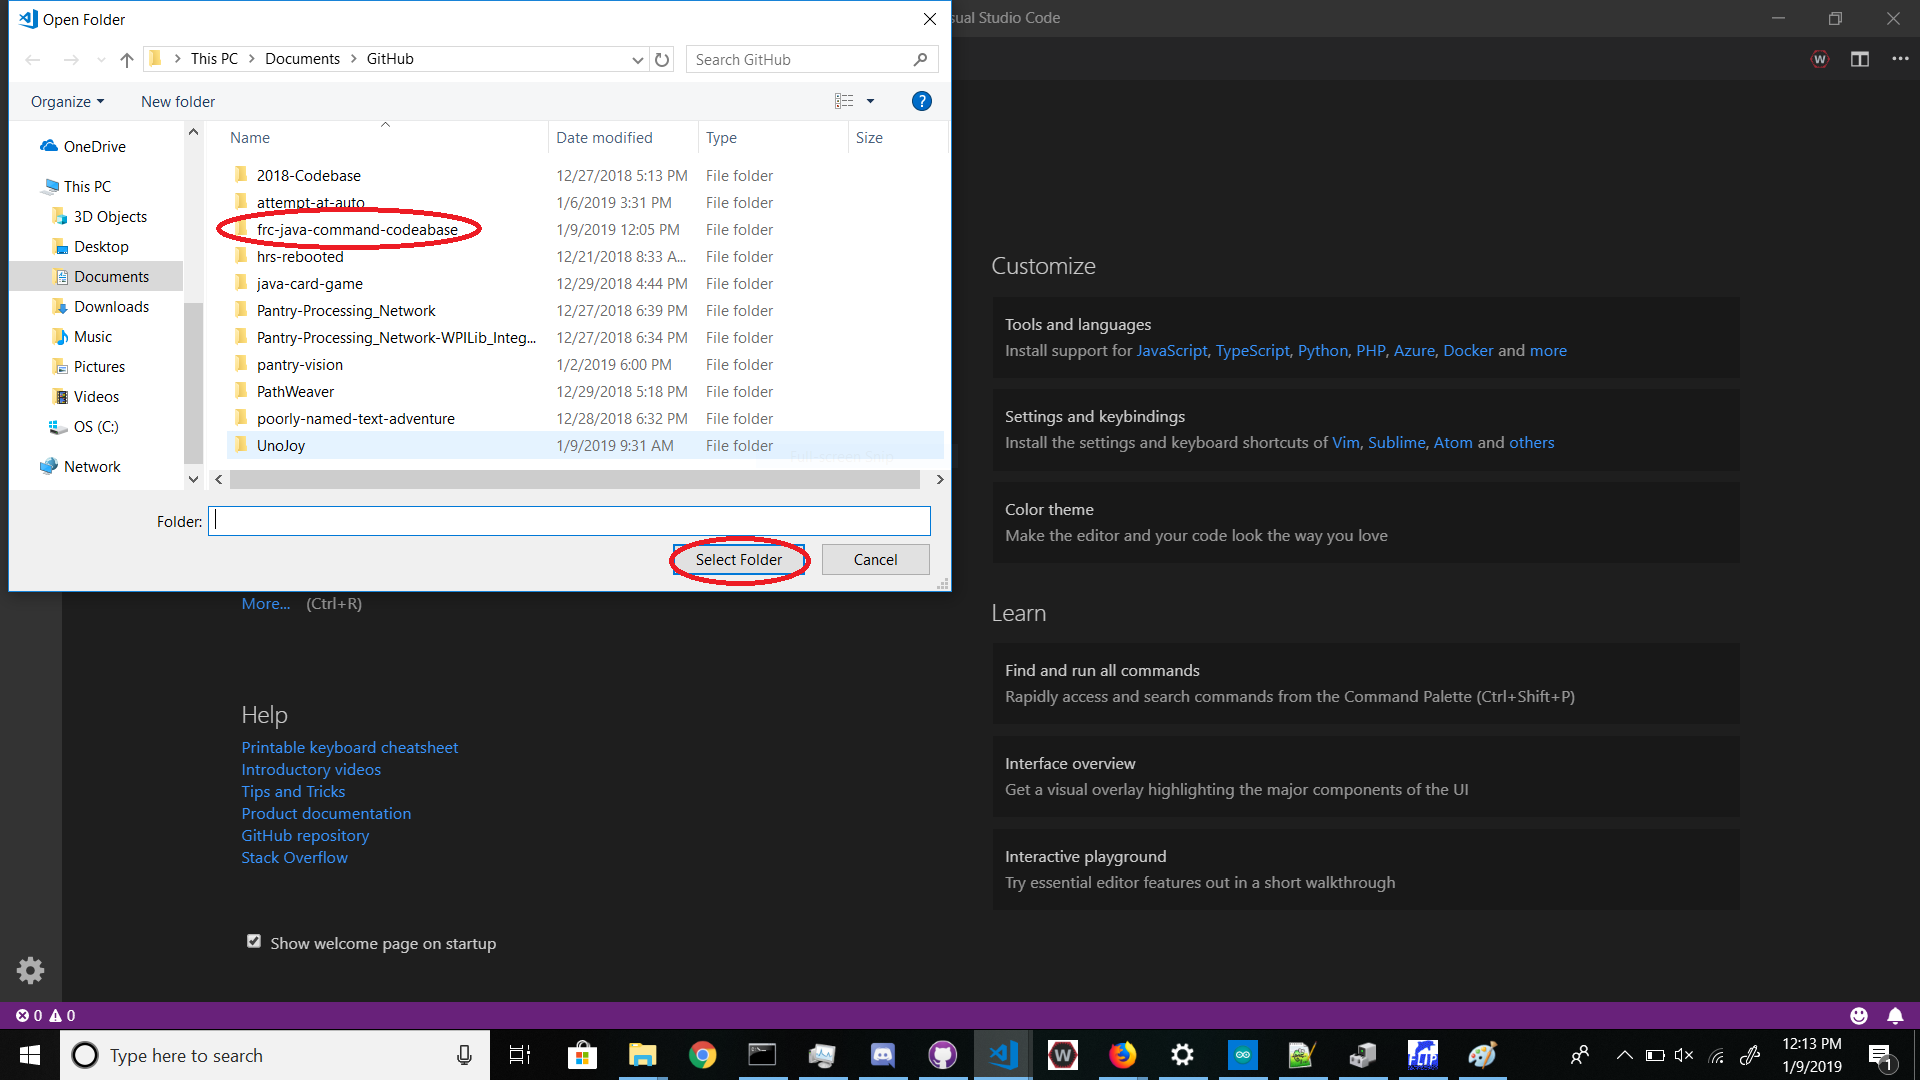 Open Folder
sual Studio Code
This PC > Documents > GitHub
Search GitHub
W
Organize
New folder
?
Name
Date modified
Type
Size
OneDrive
This PC
3D Objects
Desktop
Documents
Downloads
Music
Pictures
Videos
OS (C:)
Network
2018-Codebase 12/27/2018 5:13 PM File folder
attempt-at-auto 1/6/2019 3:31 PM File folder
frc-java-command-codeabase 1/9/2019 12:05 PM File folder
hrs-rebooted 12/21/2018 8:33 A... File folder
java-card-game 12/29/2018 4:44 PM File folder
Pantry-Processing_Network 12/27/2018 6:39 PM File folder
Pantry-Processing_Network-WPILib_Integ... 12/27/2018 6:34 PM File folder
pantry-vision 1/2/2019 6:00 PM File folder
PathWeaver 12/29/2018 5:18 PM File folder
poorly-named-text-adventure 12/28/2018 6:32 PM File folder
UnoJoy 1/9/2019 9:31 AM File folder
Folder:
Select Folder
Cancel
More... (Ctrl+R)
Help
Printable keyboard cheatsheet
Introductory videos
Tips and Tricks
Product documentation
GitHub repository
Stack Overflow
Show welcome page on startup
Customize
Tools and languages
Install support for JavaScript, TypeScript, Python, PHP, Azure, Docker and more
Settings and keybindings
Install the settings and keyboard shortcuts of Vim, Sublime, Atom and others
Color theme
Make the editor and your code look the way you love
Learn
Find and run all commands
Rapidly access and search commands from the Command Palette (Ctrl+Shift+P)
Interface overview
Get a visual overlay highlighting the major components of the UI
Interactive playground
Try essential editor features out in a short walkthrough
0 0
Type here to search
W
FLIP
12:13 PM
1/9/2019
1